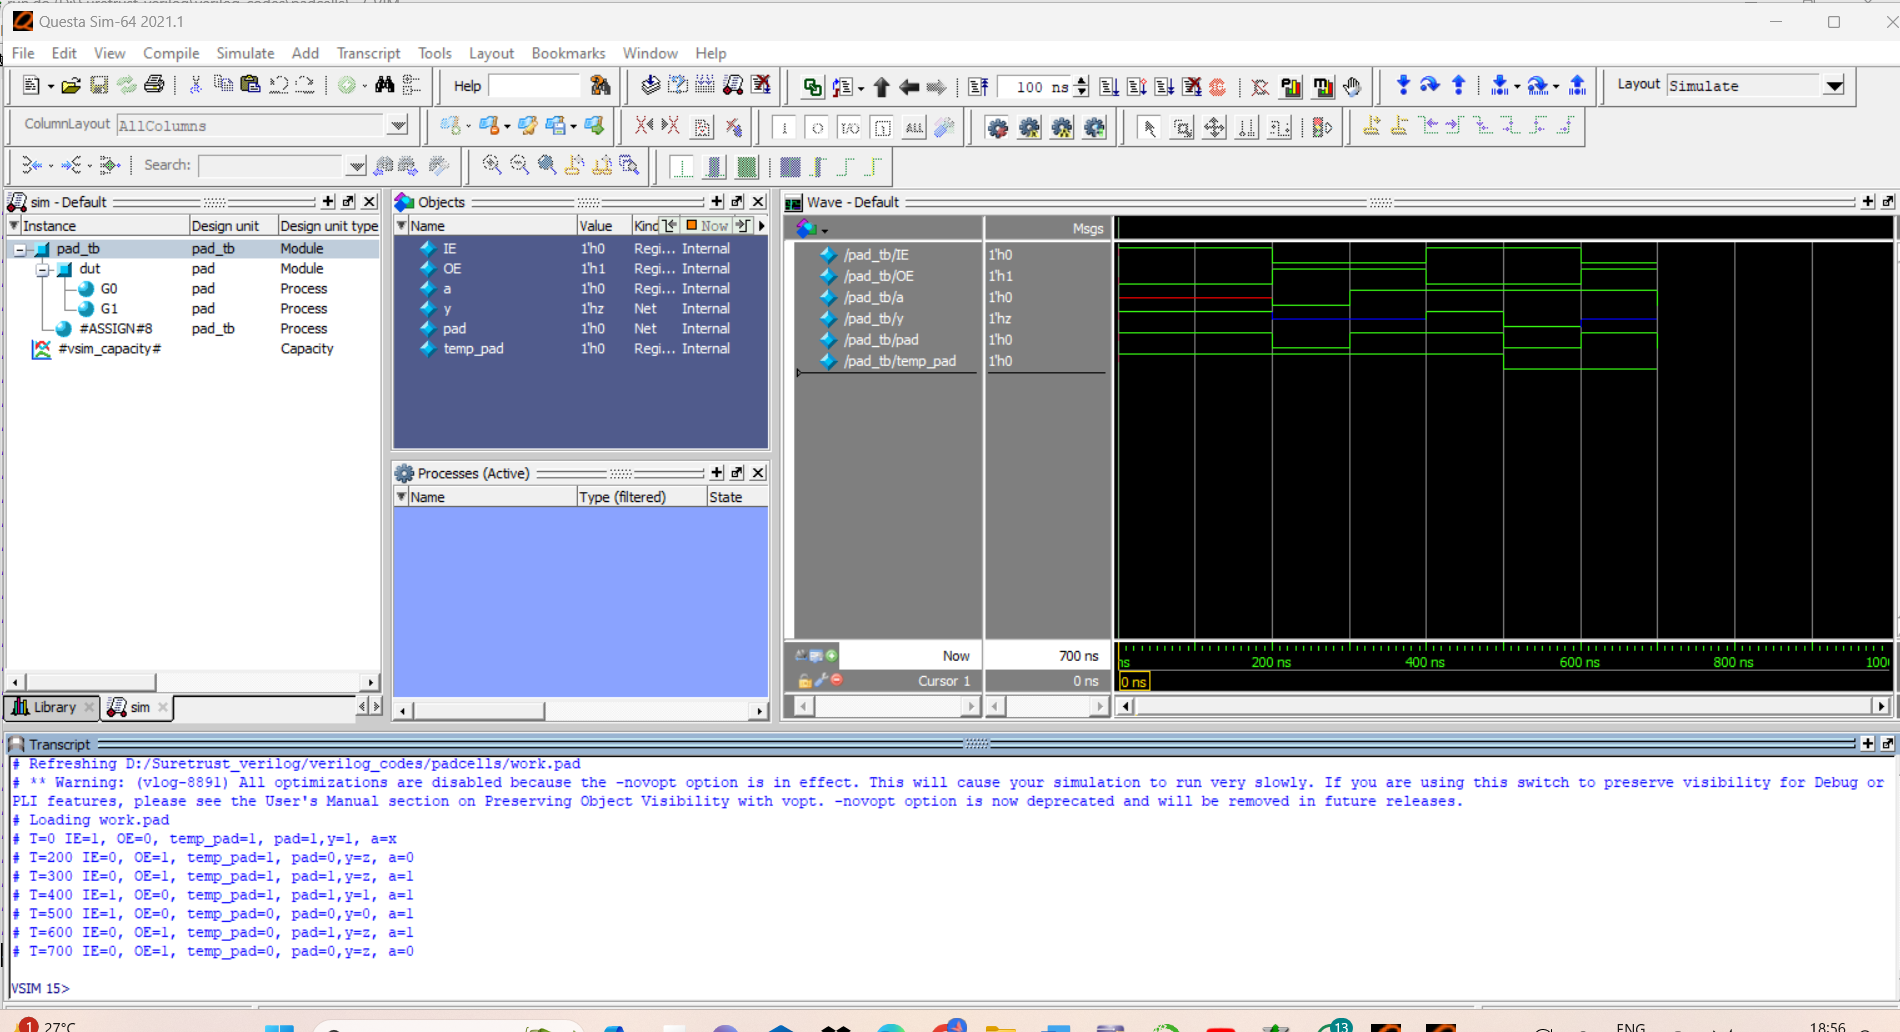 Questa Sim-64 2021.1
File Edit View Compile Simulate Add Transcript Tools Layout Bookmarks Window Help
Help 100 ns Layout Simulate
ColumnLayout AllColumns I/O ALL
Search:
sim - Default
Instance Design unit Design unit type
pad_tb pad_tb Module
dut pad Module
G0 pad Process
G1 pad Process
#ASSIGN#8 pad_tb Process
#vsim_capacity# Capacity
Library sim
Objects
Name Value Kind Now
IE 1'h0 Regi... Internal
OE 1'h1 Regi... Internal
a 1'h0 Regi... Internal
y 1'hz Net Internal
pad 1'h0 Net Internal
temp_pad 1'h0 Regi... Internal
Processes (Active)
Name Type (filtered) State
Wave - Default
Msgs
/pad_tb/IE 1'h0
/pad_tb/OE 1'h1
/pad_tb/a 1'h0
/pad_tb/y 1'hz
/pad_tb/pad 1'h0
/pad_tb/temp_pad 1'h0
Now 700 ns
ns 200 ns 400 ns 600 ns 800 ns 100
Cursor 1 0 ns
0 ns
Transcript
# Refreshing D:/Suretrust_verilog/verilog_codes/padcells/work.pad
# ** Warning: (vlog-8891) All optimizations are disabled because the -novopt option is in effect. This will cause your simulation to run very slowly. If you are using this switch to preserve visibility for Debug or
PLI features, please see the User's Manual section on Preserving Object Visibility with vopt. -novopt option is now deprecated and will be removed in future releases.
# Loading work.pad
# T=0 IE=1, OE=0, temp_pad=1, pad=1,y=1, a=x
# T=200 IE=0, OE=1, temp_pad=1, pad=0,y=z, a=0
# T=300 IE=0, OE=1, temp_pad=1, pad=1,y=z, a=1
# T=400 IE=1, OE=0, temp_pad=1, pad=1,y=1, a=1
# T=500 IE=1, OE=0, temp_pad=0, pad=0,y=0, a=1
# T=600 IE=0, OE=1, temp_pad=0, pad=1,y=z, a=1
# T=700 IE=0, OE=1, temp_pad=0, pad=0,y=z, a=0
VSIM 15>
1 27°C 13 ENG 18:56